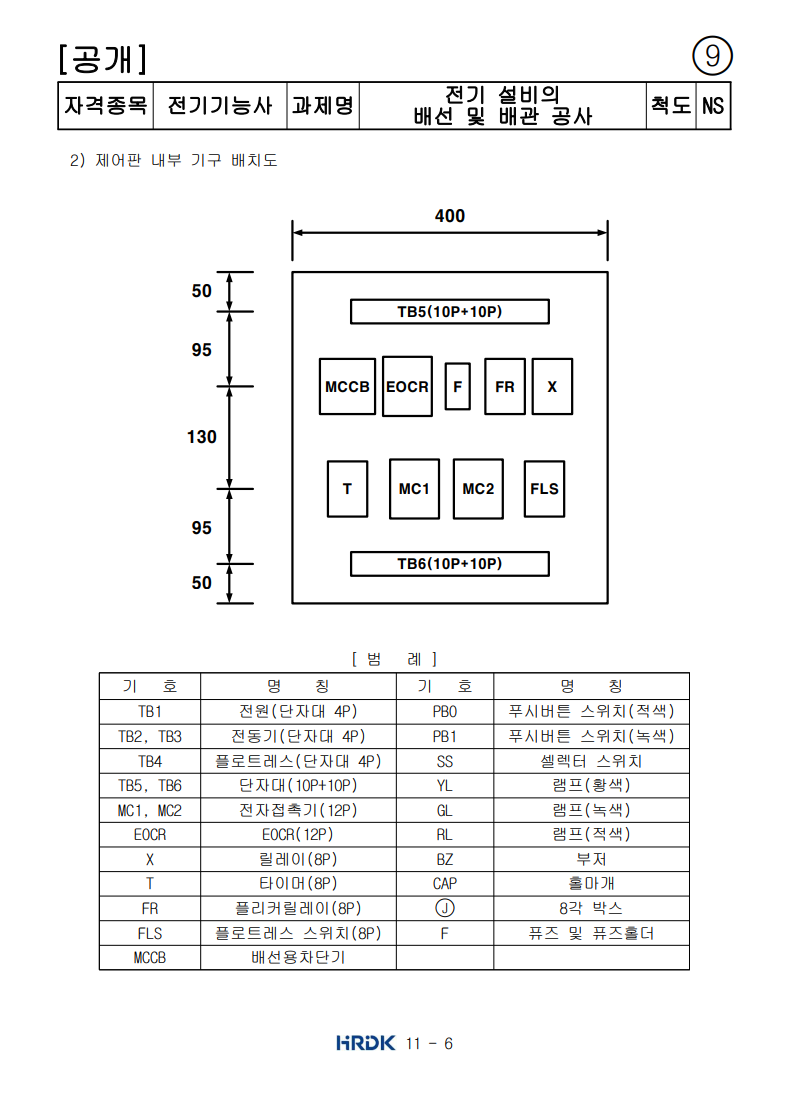 [공개]
⑨
자격종목 전기기능사 과제명 전기 설비의 배선 및 배관 공사 척도 NS
2) 제어판 내부 기구 배치도
400
50
TB5(10P+10P)
95
MCCB EOCR F FR X
130
T MC1 MC2 FLS
95
TB6(10P+10P)
50
[ 범 례 ]
기 호 명 칭 기 호 명 칭
TB1 전원(단자대 4P) PB0 푸시버튼 스위치(적색)
TB2, TB3 전동기(단자대 4P) PB1 푸시버튼 스위치(녹색)
TB4 플로트레스(단자대 4P) SS 셀렉터 스위치
TB5, TB6 단자대(10P+10P) YL 램프(황색)
MC1, MC2 전자접촉기(12P) GL 램프(녹색)
EOCR EOCR(12P) RL 램프(적색)
X 릴레이(8P) BZ 부저
T 타이머(8P) CAP 홀마개
FR 플리커릴레이(8P) Ⓙ 8각 박스
FLS 플로트레스 스위치(8P) F 퓨즈 및 퓨즈홀더
MCCB 배선용차단기
HRDK 11 - 6